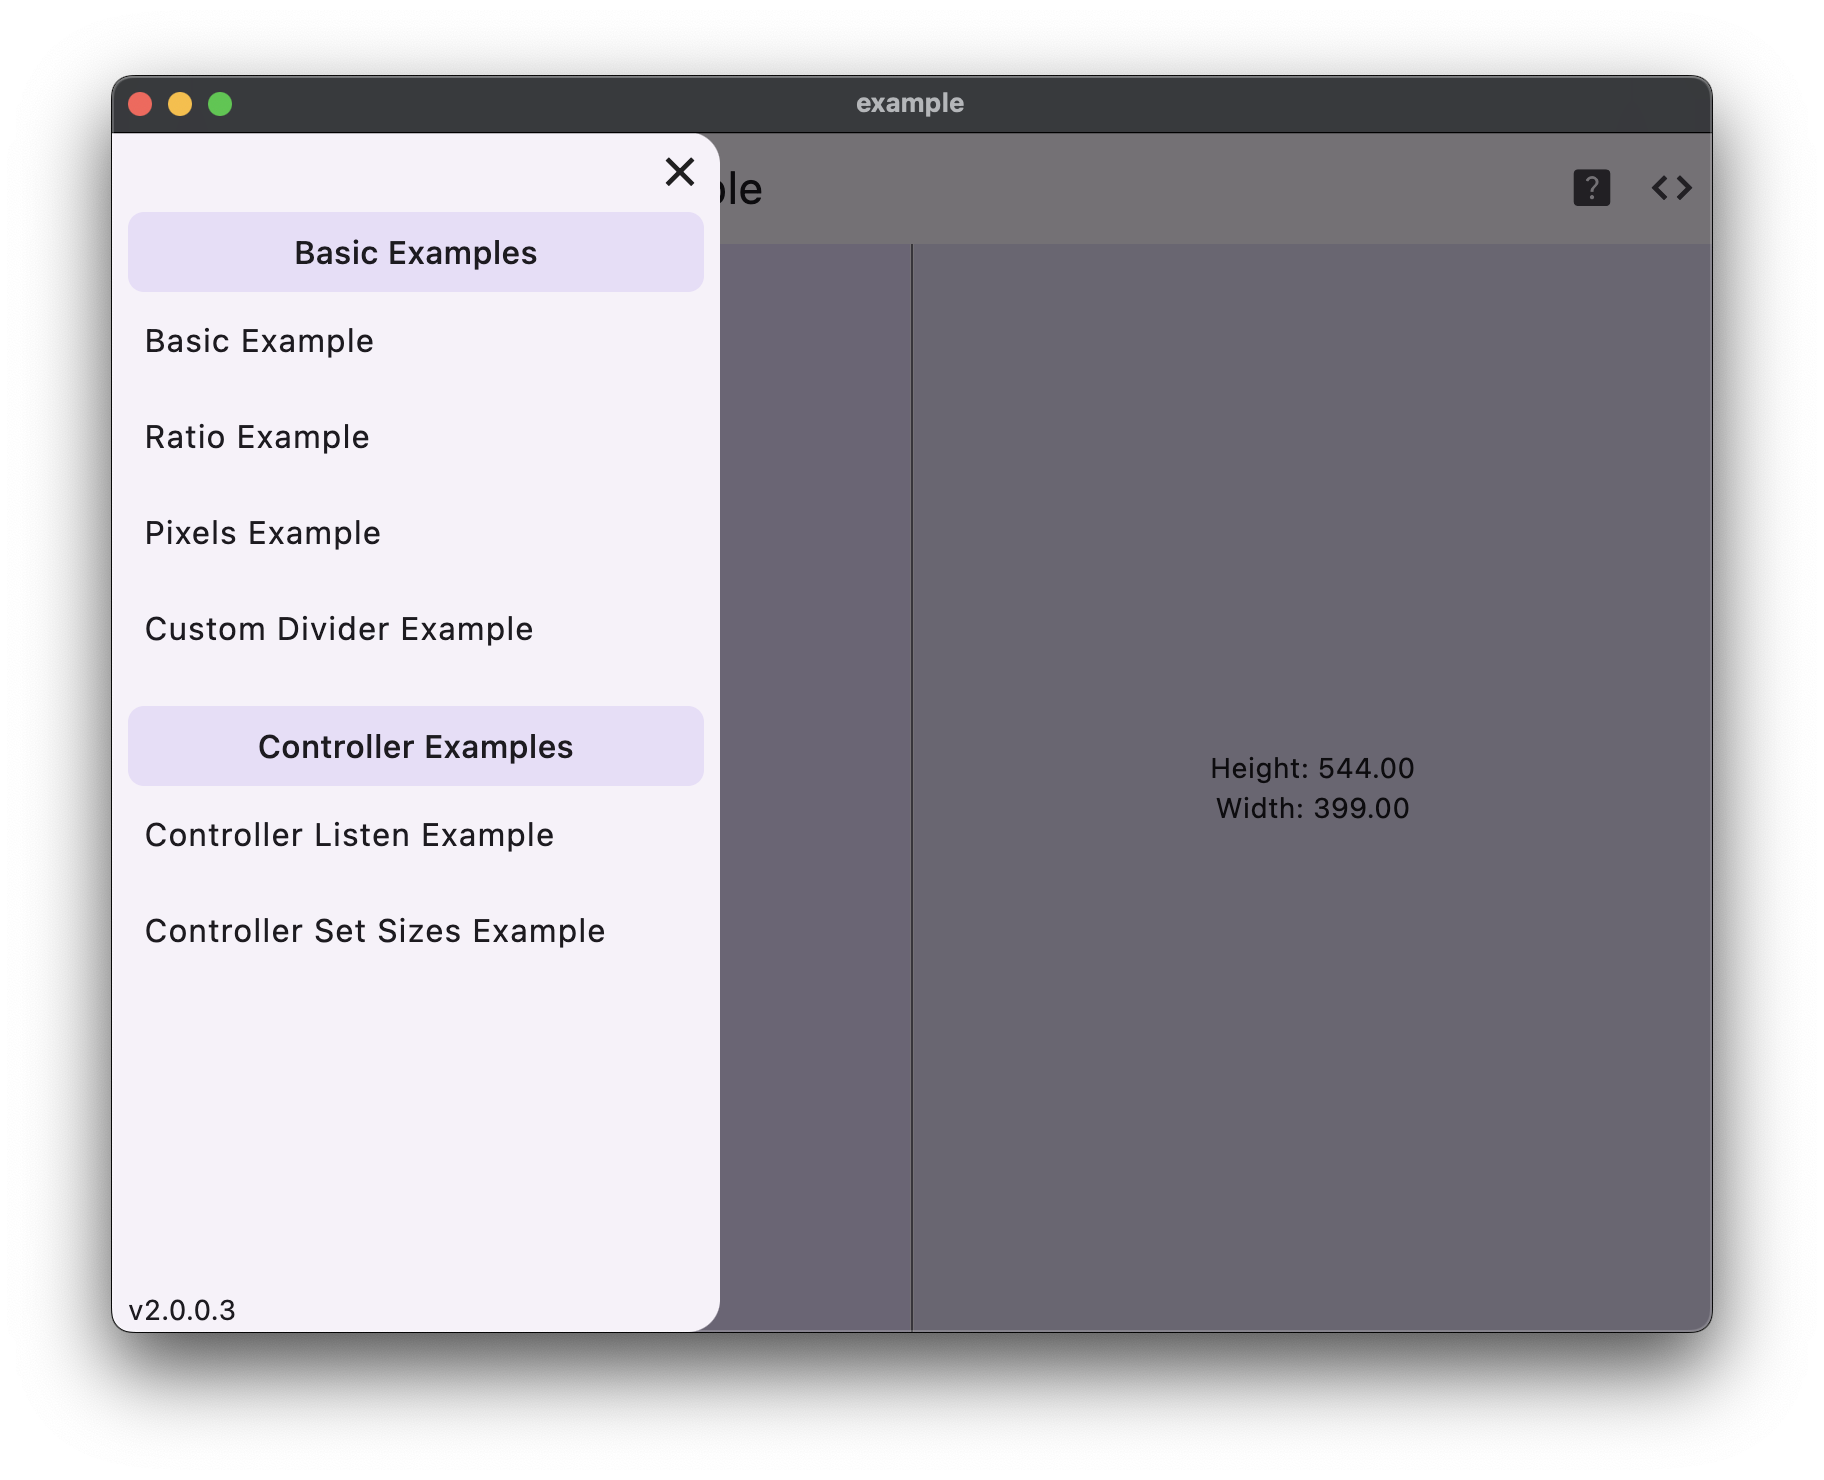 example
Basic Examples
Basic Example
Ratio Example
Pixels Example
Custom Divider Example
Controller Examples
Controller Listen Example
Controller Set Sizes Example
v2.0.0.3
?
Height: 544.00
Width: 399.00